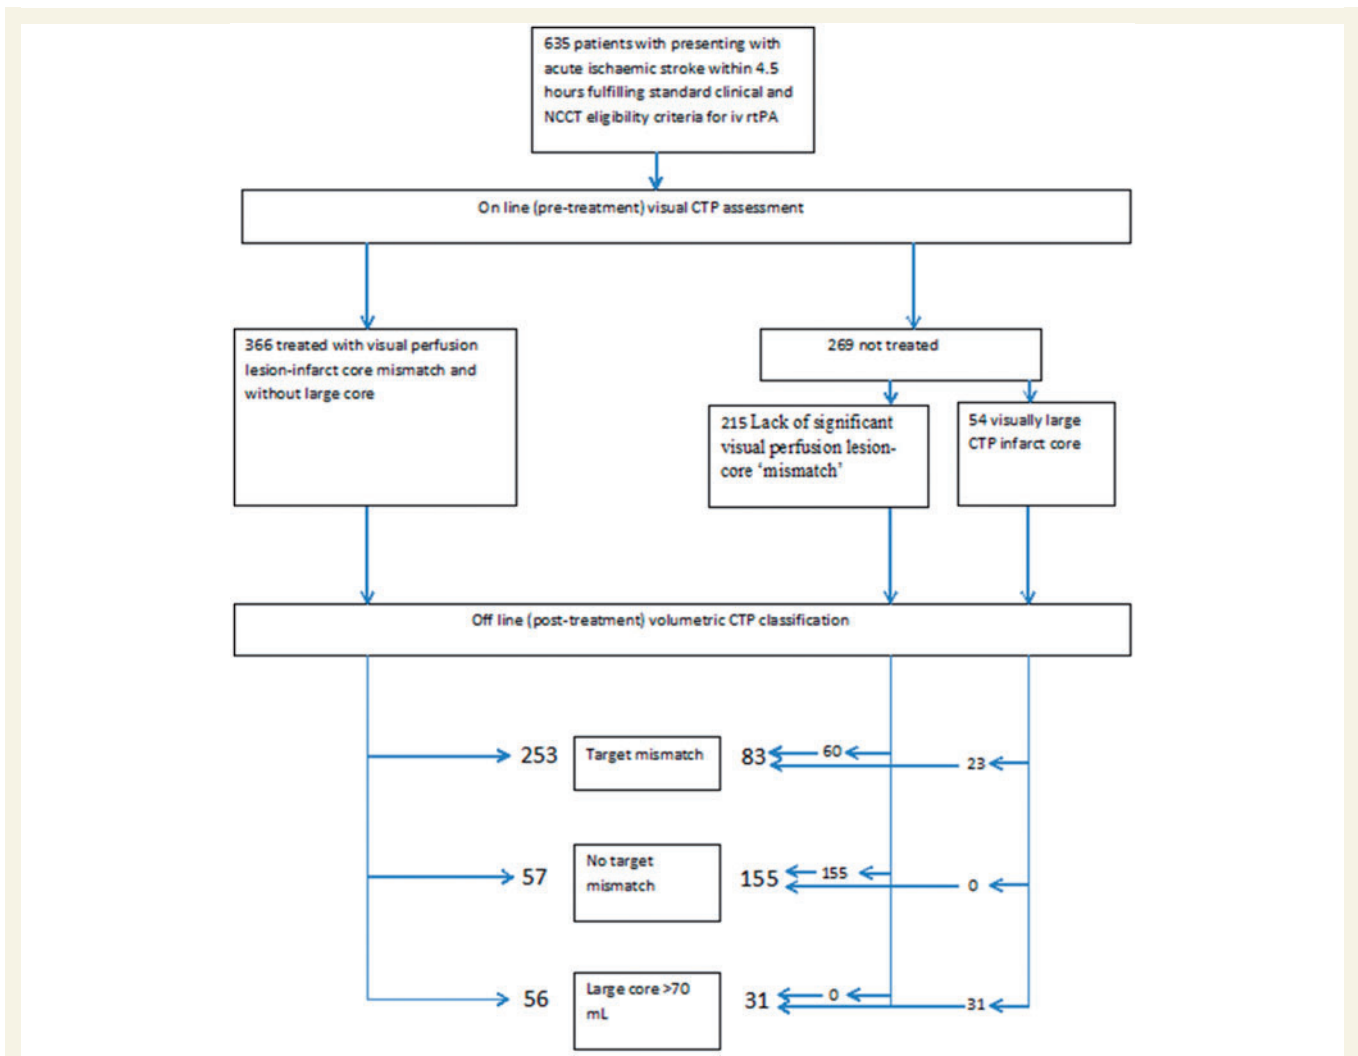 635 patients with presenting with
acute ischaemic stroke within 4.5
hours fulfilling standard clinical and
NCCT eligibility criteria for iv rtPA
On line (pre-treatment) visual CTP assessment
366 treated with visual perfusion
lesion-infarct core mismatch and
without large core
269 not treated
215 Lack of significant
visual perfusion lesion-
core ‘mismatch’
54 visually large
CTP infarct core
Off line (post-treatment) volumetric CTP classification
253
Target mismatch
83
60
23
57
No target
mismatch
155
155
0
56
Large core >70
mL
31
0
31